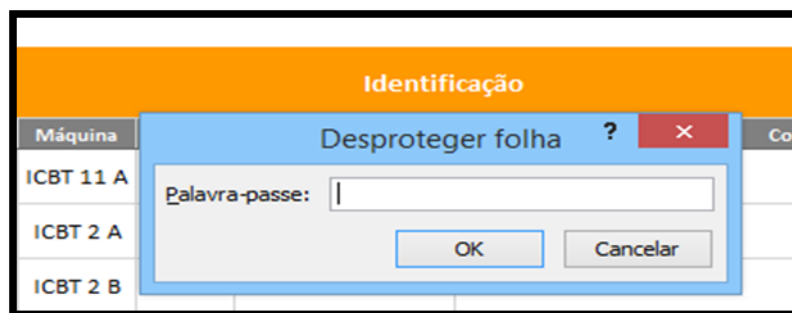 Identificação
Máquina
Desproteger folha ? ×
Co
ICBT 11 A
Palavra-passe:
ICBT 2 A
OK Cancelar
ICBT 2 B